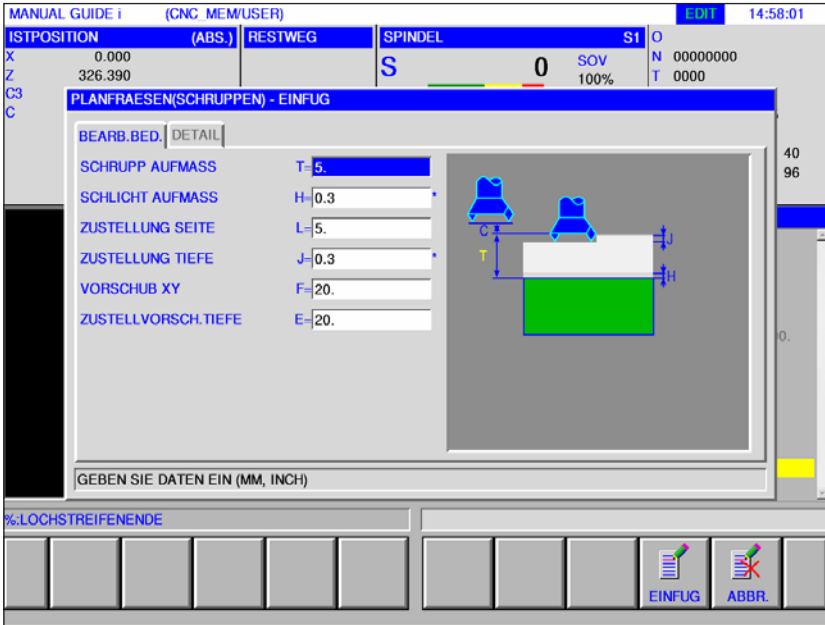 MANUAL GUIDE i (CNC_MEM/USER) EDIT 14:58:01
ISTPOSITION (ABS.) RESTWEG SPINDEL S1 O
X 0.000 S 0 SOV N 00000000
Z 326.390 100% T 0000
C3
C
PLANFRAESEN(SCHRUPPEN) - EINFUG
BEARB.BED. DETAIL
SCHRUPP AUFMASS T=5.
SCHLICHT AUFMASS H=0.3 *
ZUSTELLUNG SEITE L=5.
ZUSTELLUNG TIEFE J=0.3 *
VORSCHUB XY F=20.
ZUSTELLVORSCH.TIEFE E=20.
C
J
T
H
40
96
0.
GEBEN SIE DATEN EIN (MM, INCH)
%:LOCHSTREIFENENDE
EINFUG ABBR.